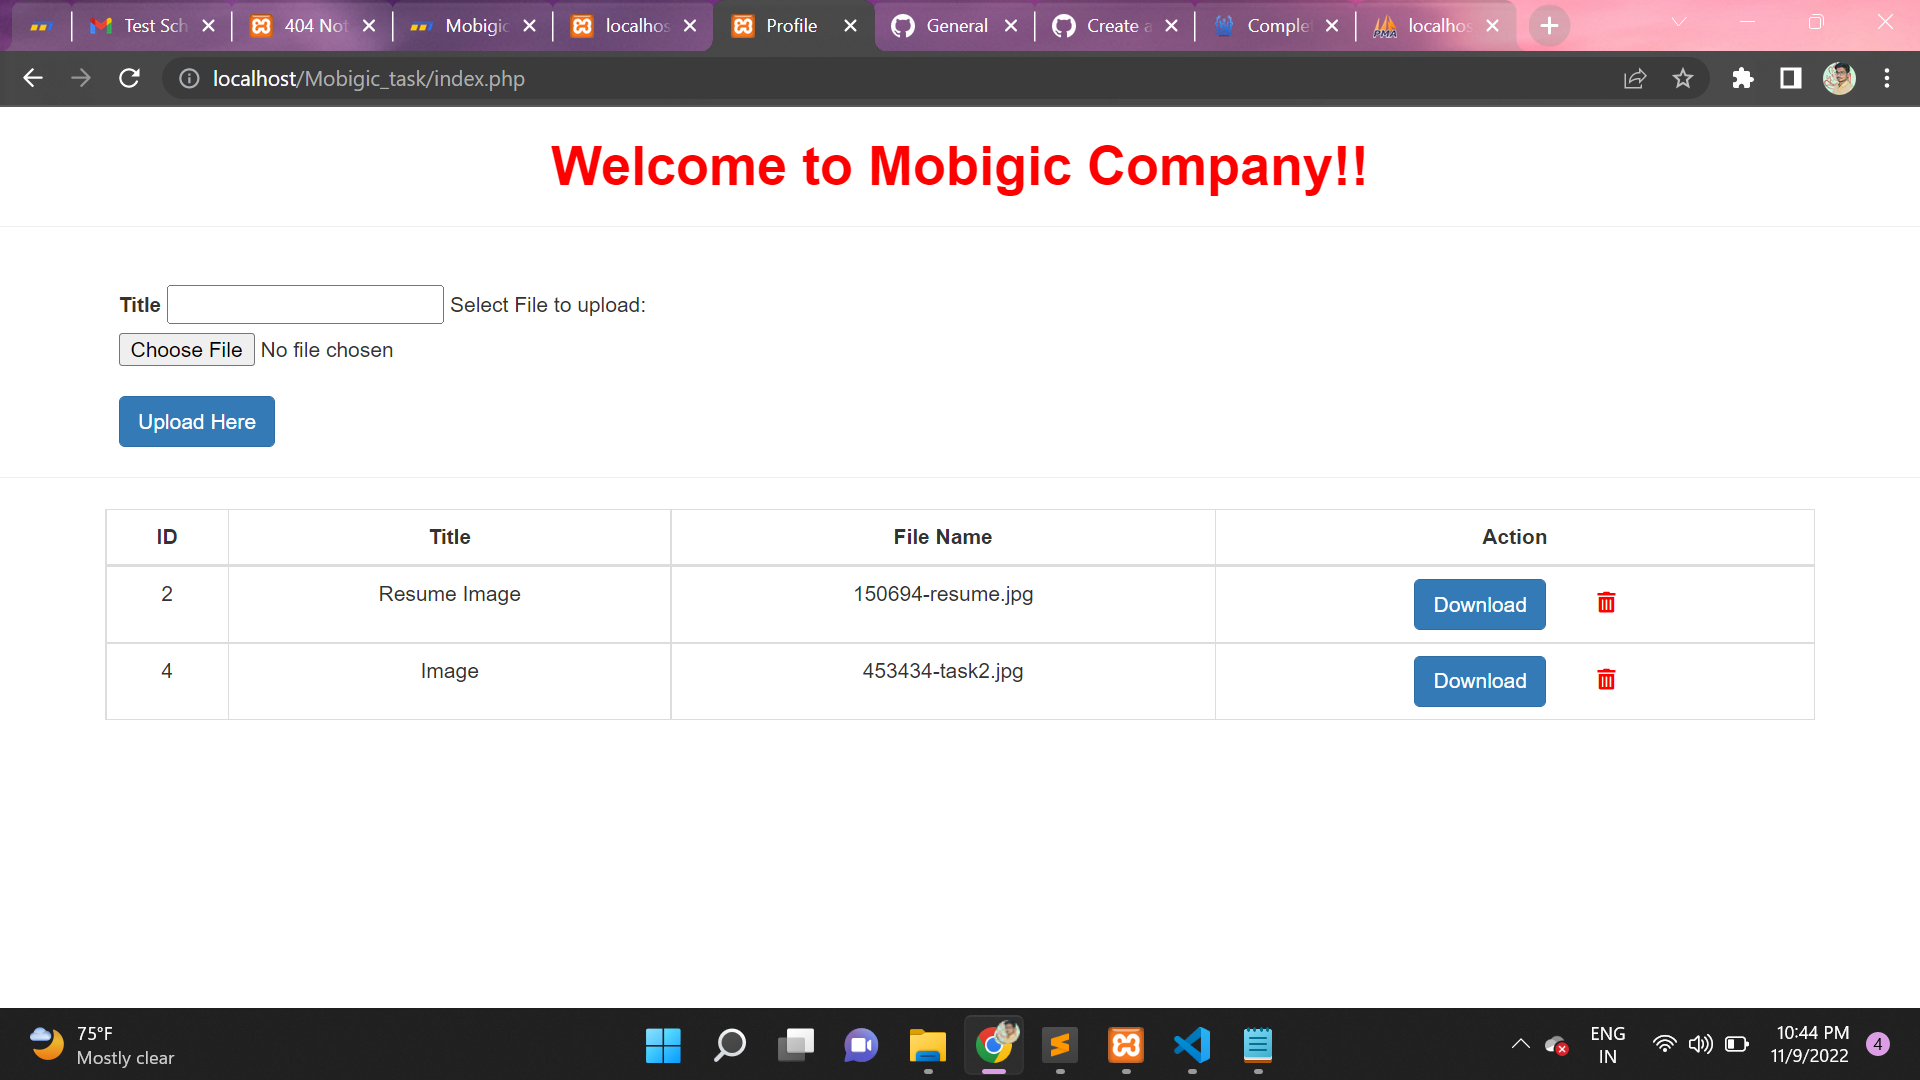 Test Sch 404 Not Mobigic localhos Profile General Create a Complet localhos
localhost/Mobigic_task/index.php
Welcome to Mobigic Company!!
Title Select File to upload:
Choose File No file chosen
Upload Here
ID Title File Name Action
2 Resume Image 150694-resume.jpg Download
4 Image 453434-task2.jpg Download
75°F
Mostly clear
ENG
IN
10:44 PM
11/9/2022
4
PMA